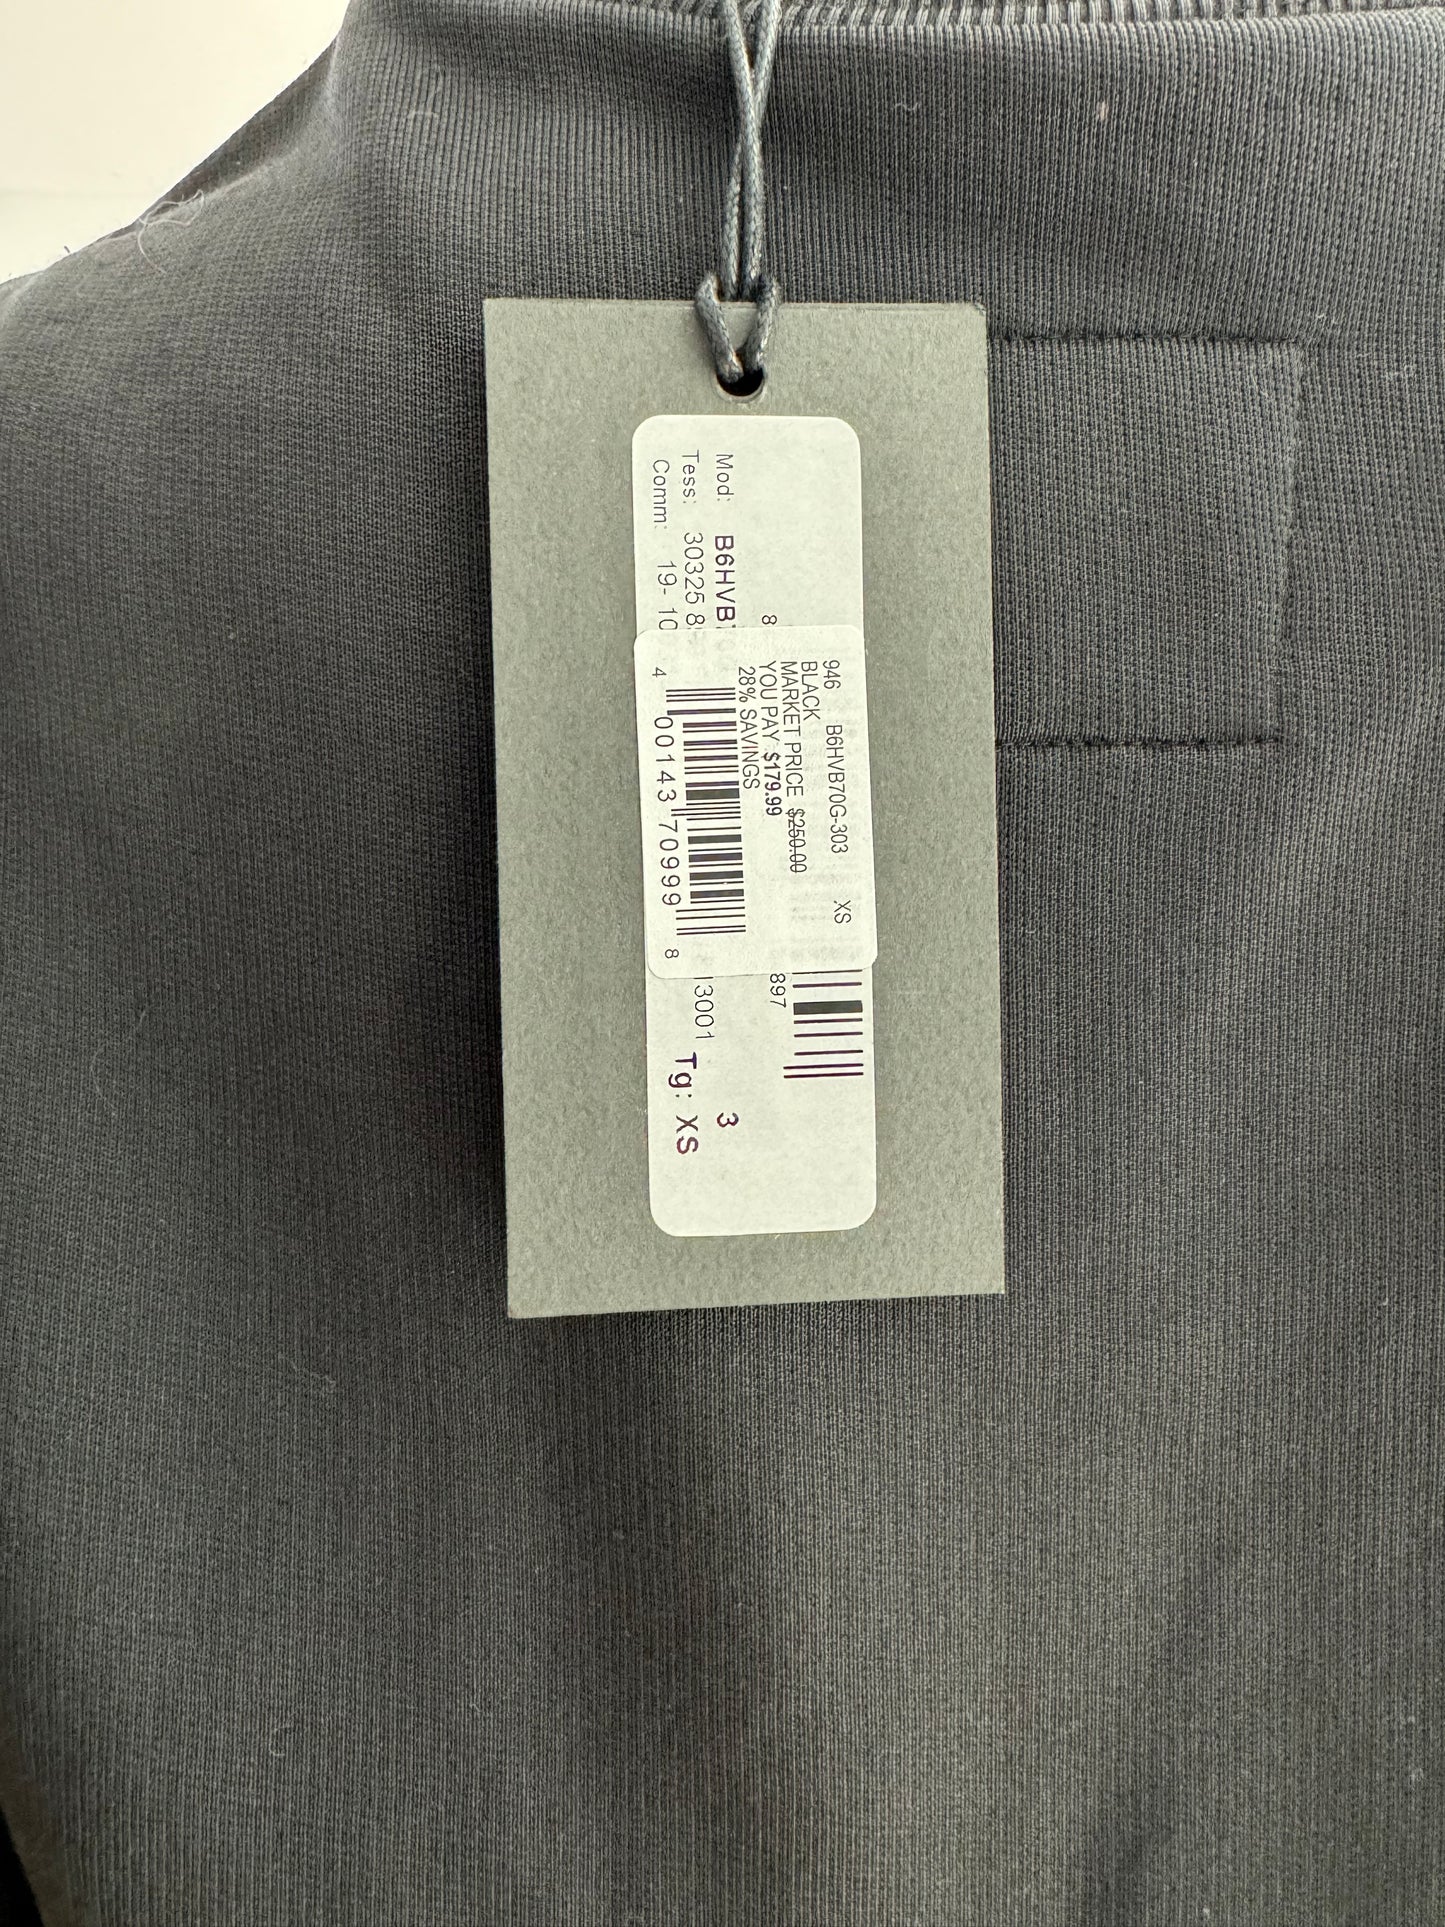 8
Mod: B6HVB
Tess: 30325 8
Comm: 19- 10
946 B6HVB70G-303 XS
BLACK
MARKET PRICE $250.00
YOU PAY $179.99
28% SAVINGS
4 00143 70999 8
897
3
3001 Tg: XS